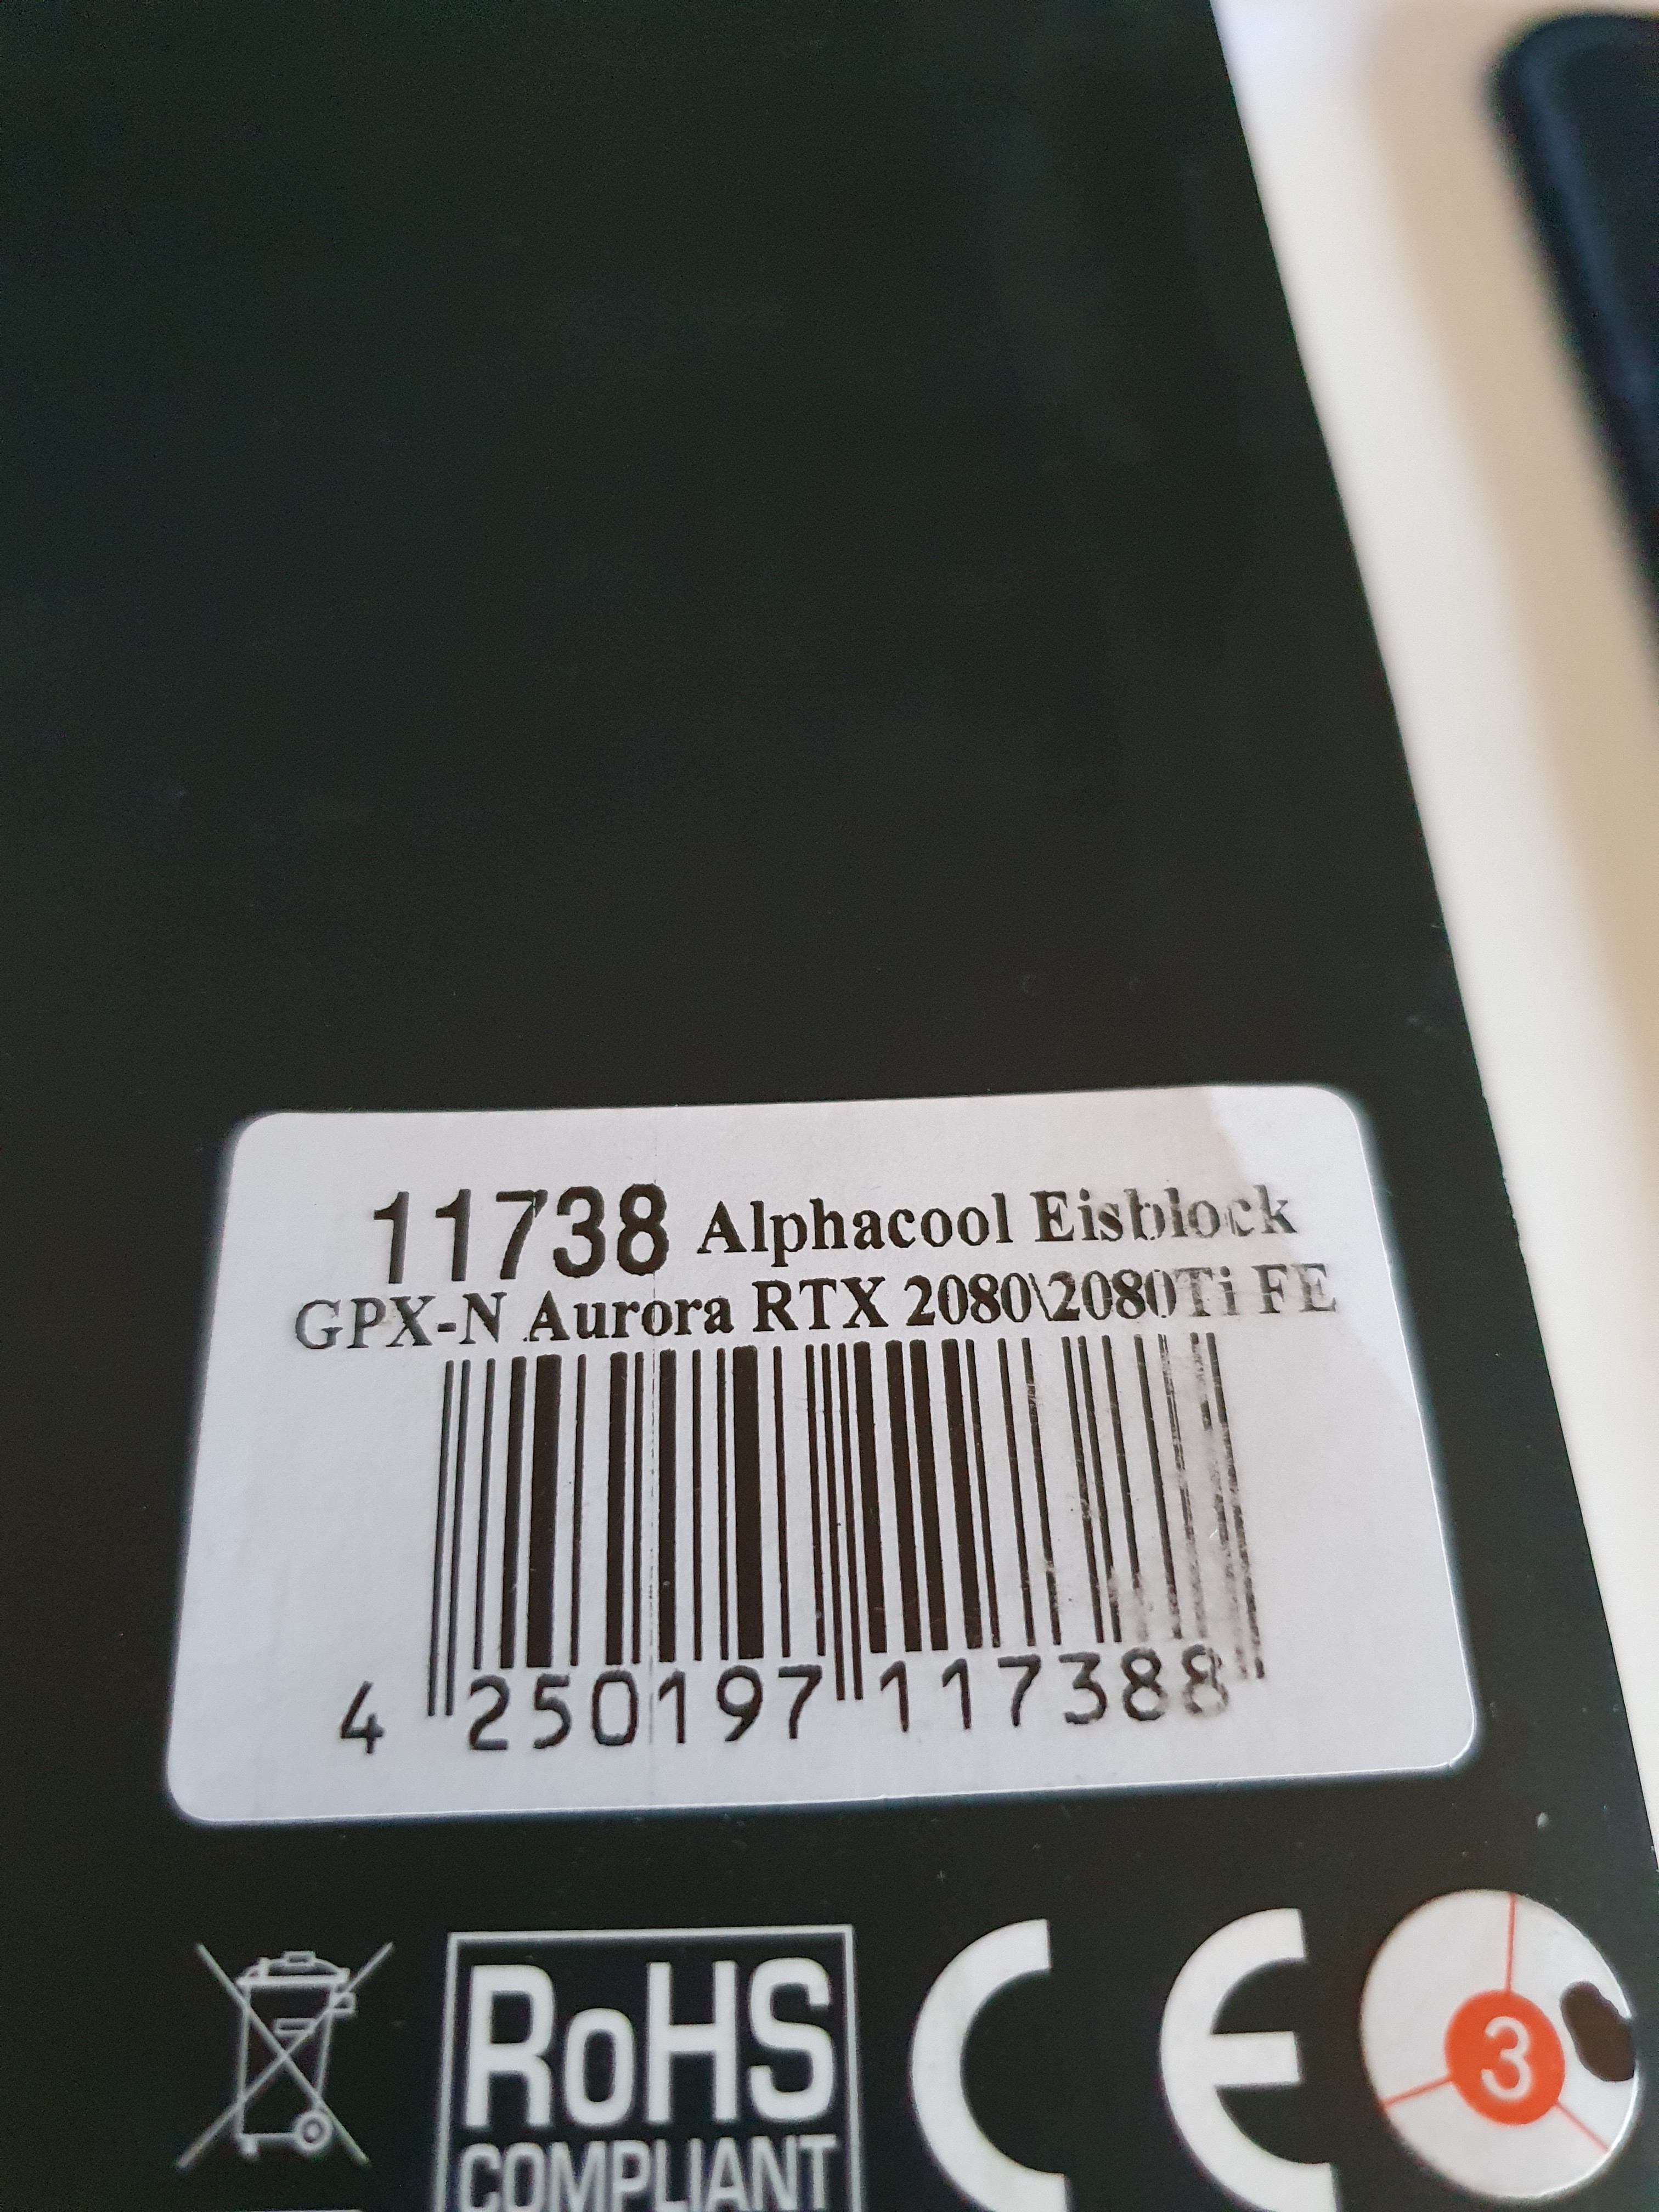 11738 Alphacool Eisblock
GPX-N Aurora RTX 2080\2080Ti FE
4 250197 117388
RoHS
COMPLIANT
CE
3